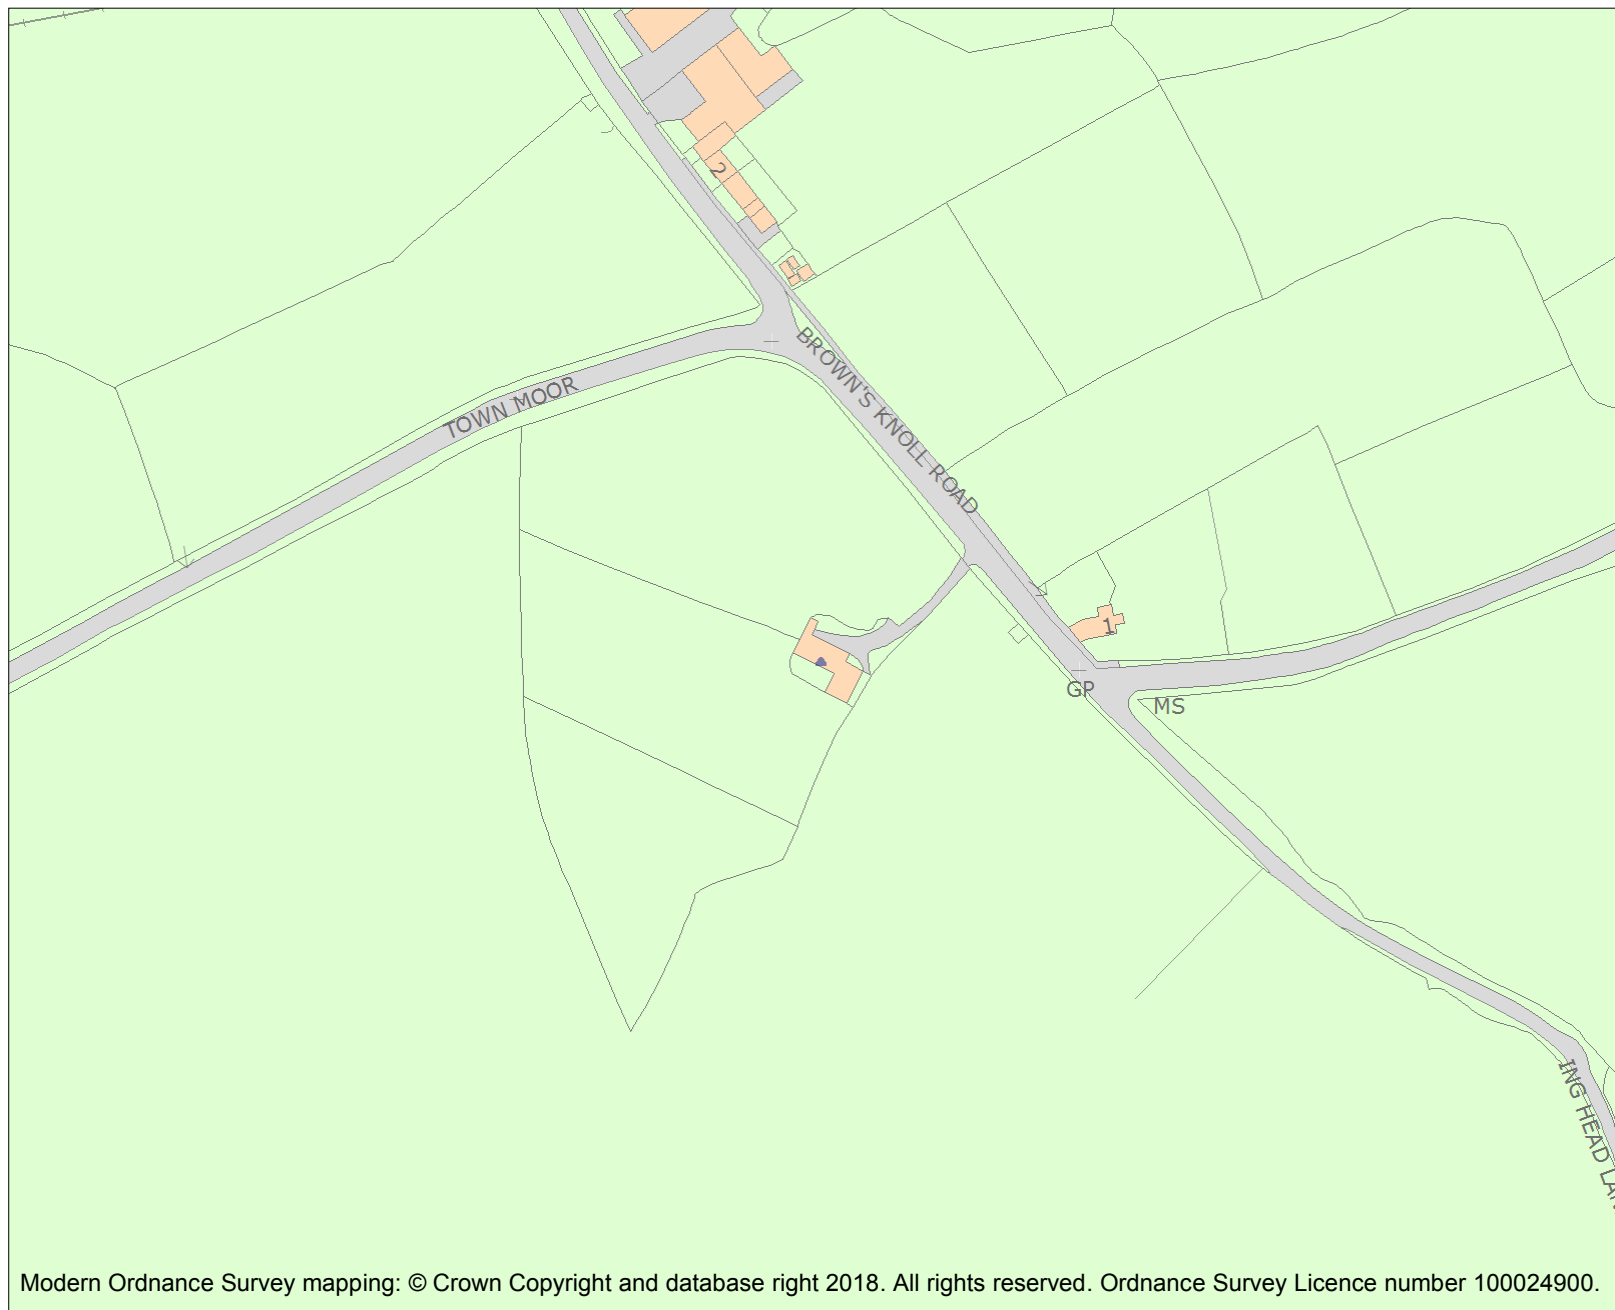 2
BROWN'S KNOLL ROAD
TOWN MOOR
1
GP
MS
ING HEAD
Modern Ordnance Survey mapping: © Crown Copyright and database right 2018. All rights reserved. Ordnance Survey Licence number 100024900.